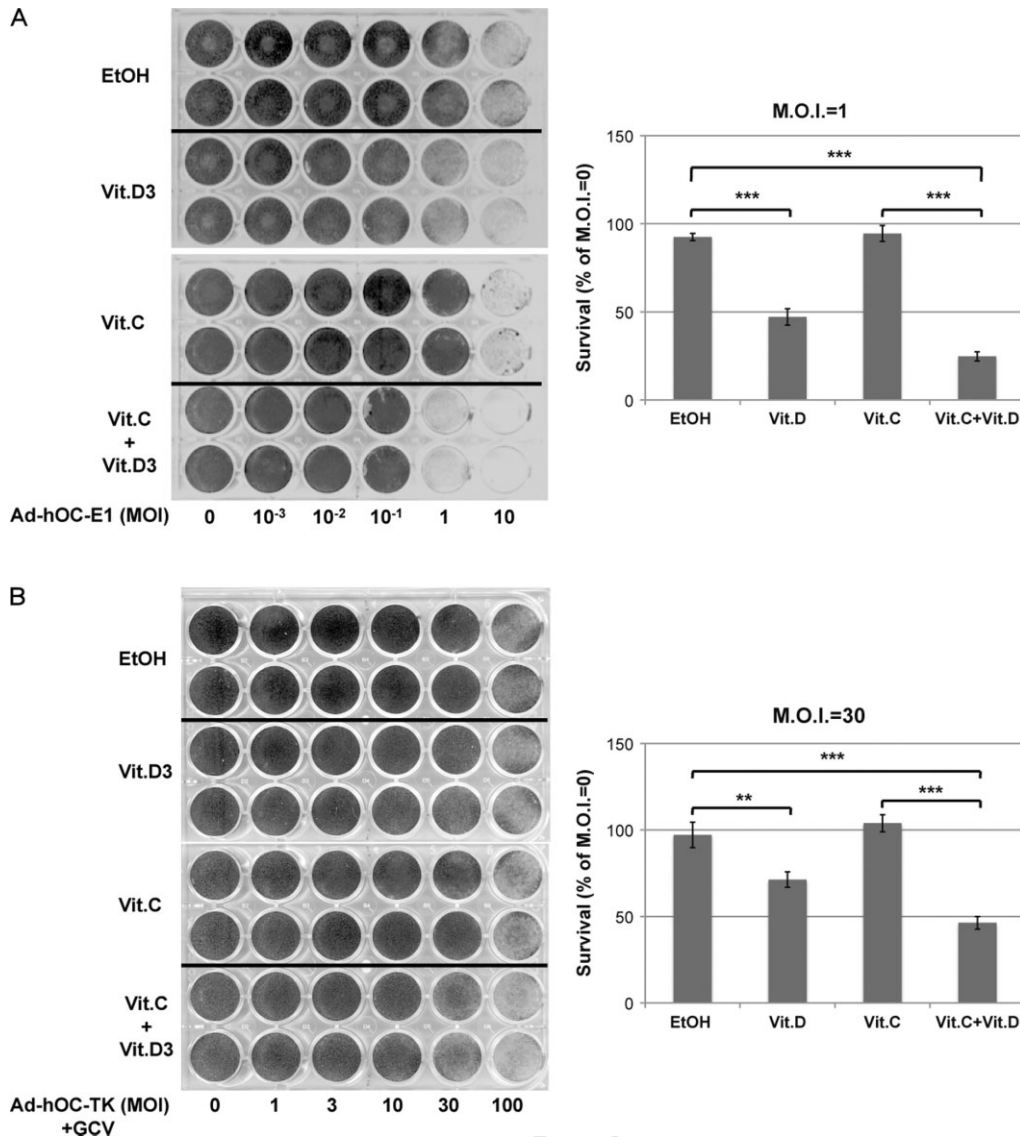 A
EtOH
Vit.D3
Vit.C
Vit.C
+
Vit.D3
Ad-hOC-E1 (MOI) 0 10-3 10-2 10-1 1 10
M.O.I.=1
Survival (% of M.O.I.=0)
150
100
50
0
***
*** ***
EtOH Vit.D Vit.C Vit.C+Vit.D
B
EtOH
Vit.D3
Vit.C
Vit.C
+
Vit.D3
Ad-hOC-TK (MOI) 0 1 3 10 30 100
+GCV
M.O.I.=30
Survival (% of M.O.I.=0)
150
100
50
0
***
** ***
EtOH Vit.D Vit.C Vit.C+Vit.D